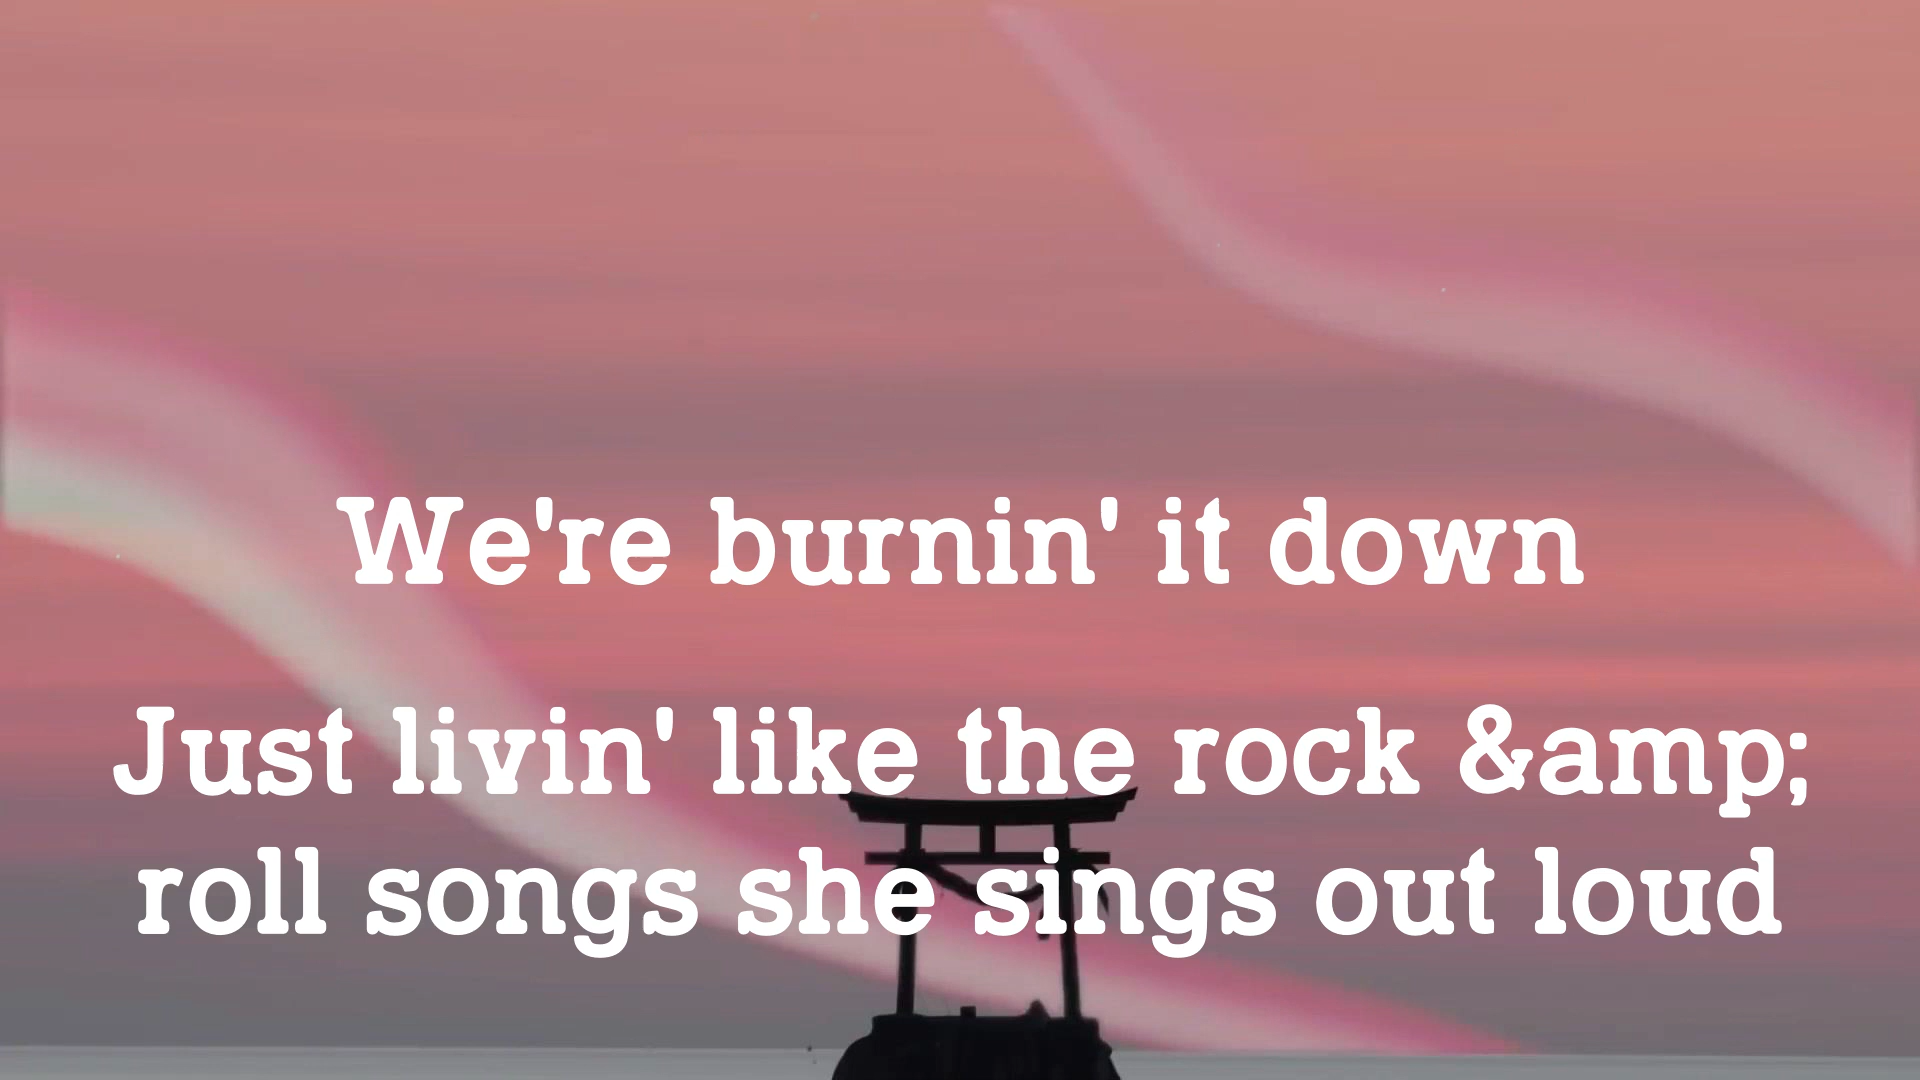 We're burnin' it down
Just livin' like the rock &amp;
roll songs she sings out loud